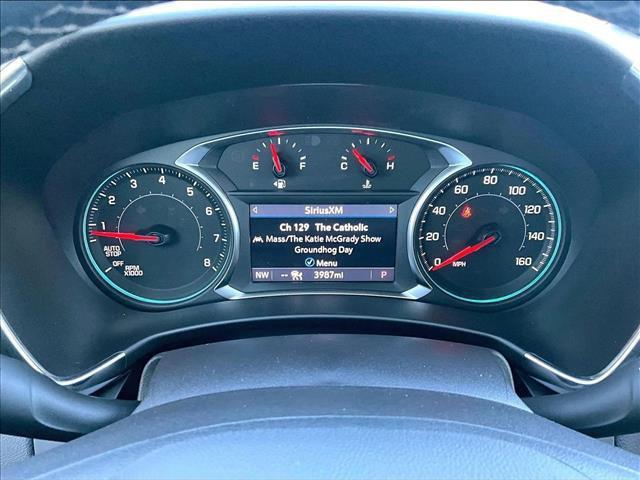 E F
C H
1 2 3 4 5 6 7 8
AUTO
STOP
OFF
RPM
X1000
SiriusXM
Ch 129 The Catholic
Mass/The Katie McGrady Show
Groundhog Day
Menu
NW -- 3987mi P
0 20 40 60 80 100 120 140 160
MPH